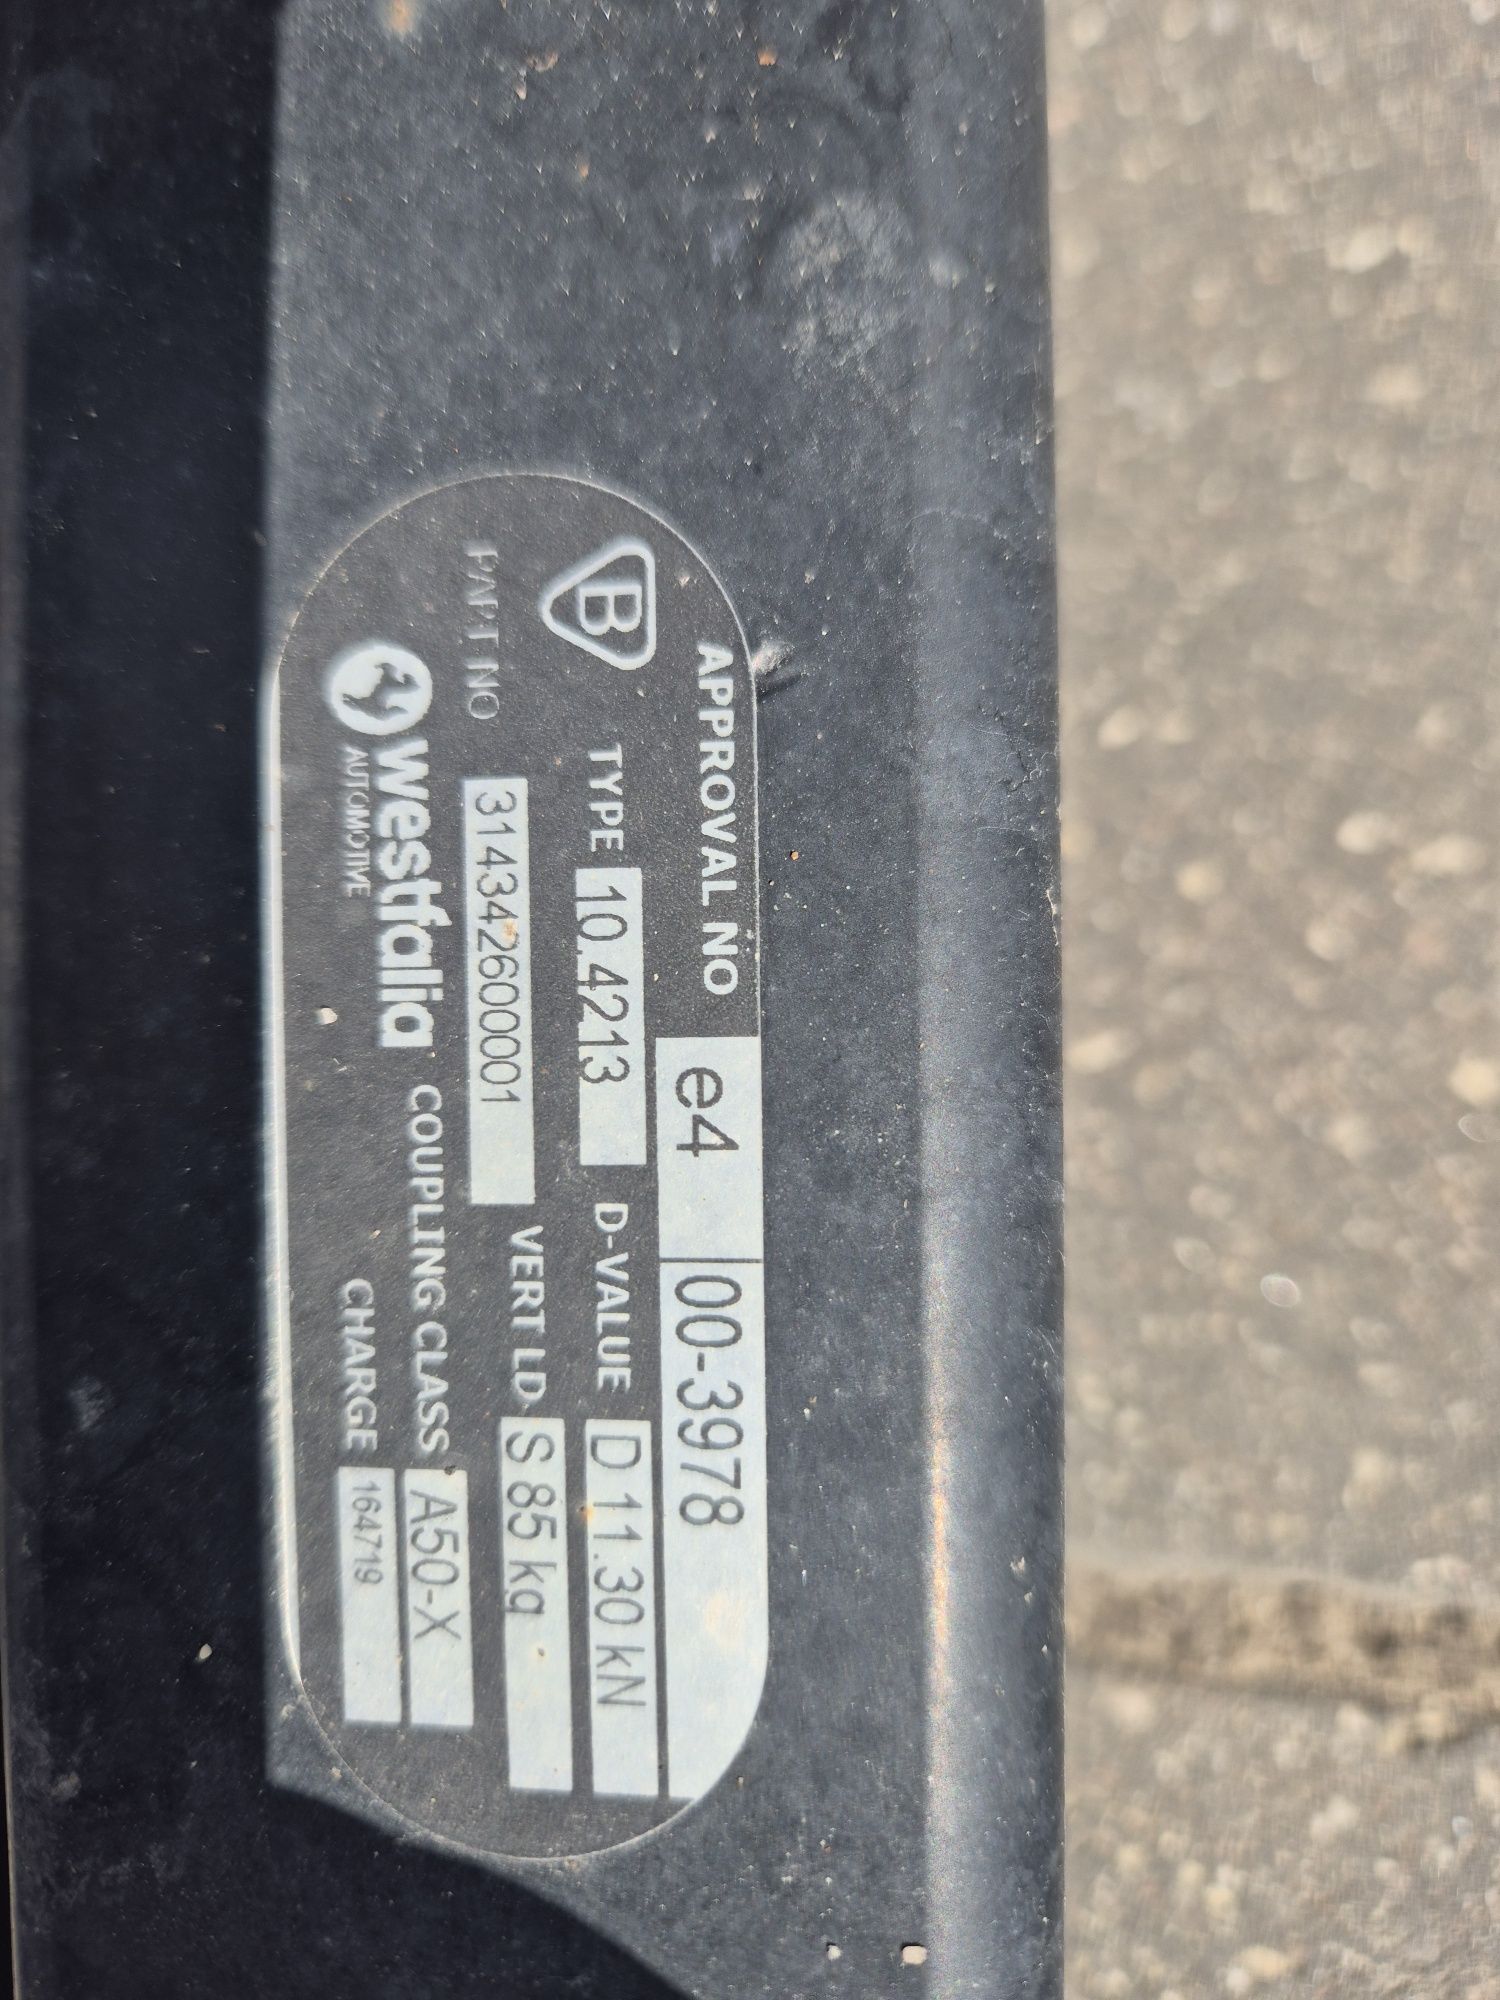 APPROVAL NO e4 00-3978
B TYPE 10.4213 D-VALUE D 11.30 kN
PART NO 314342600001 VERT LD S 85 kg
westfalia COUPLING CLASS A50-X
AUTOMOTIVE CHARGE 164719